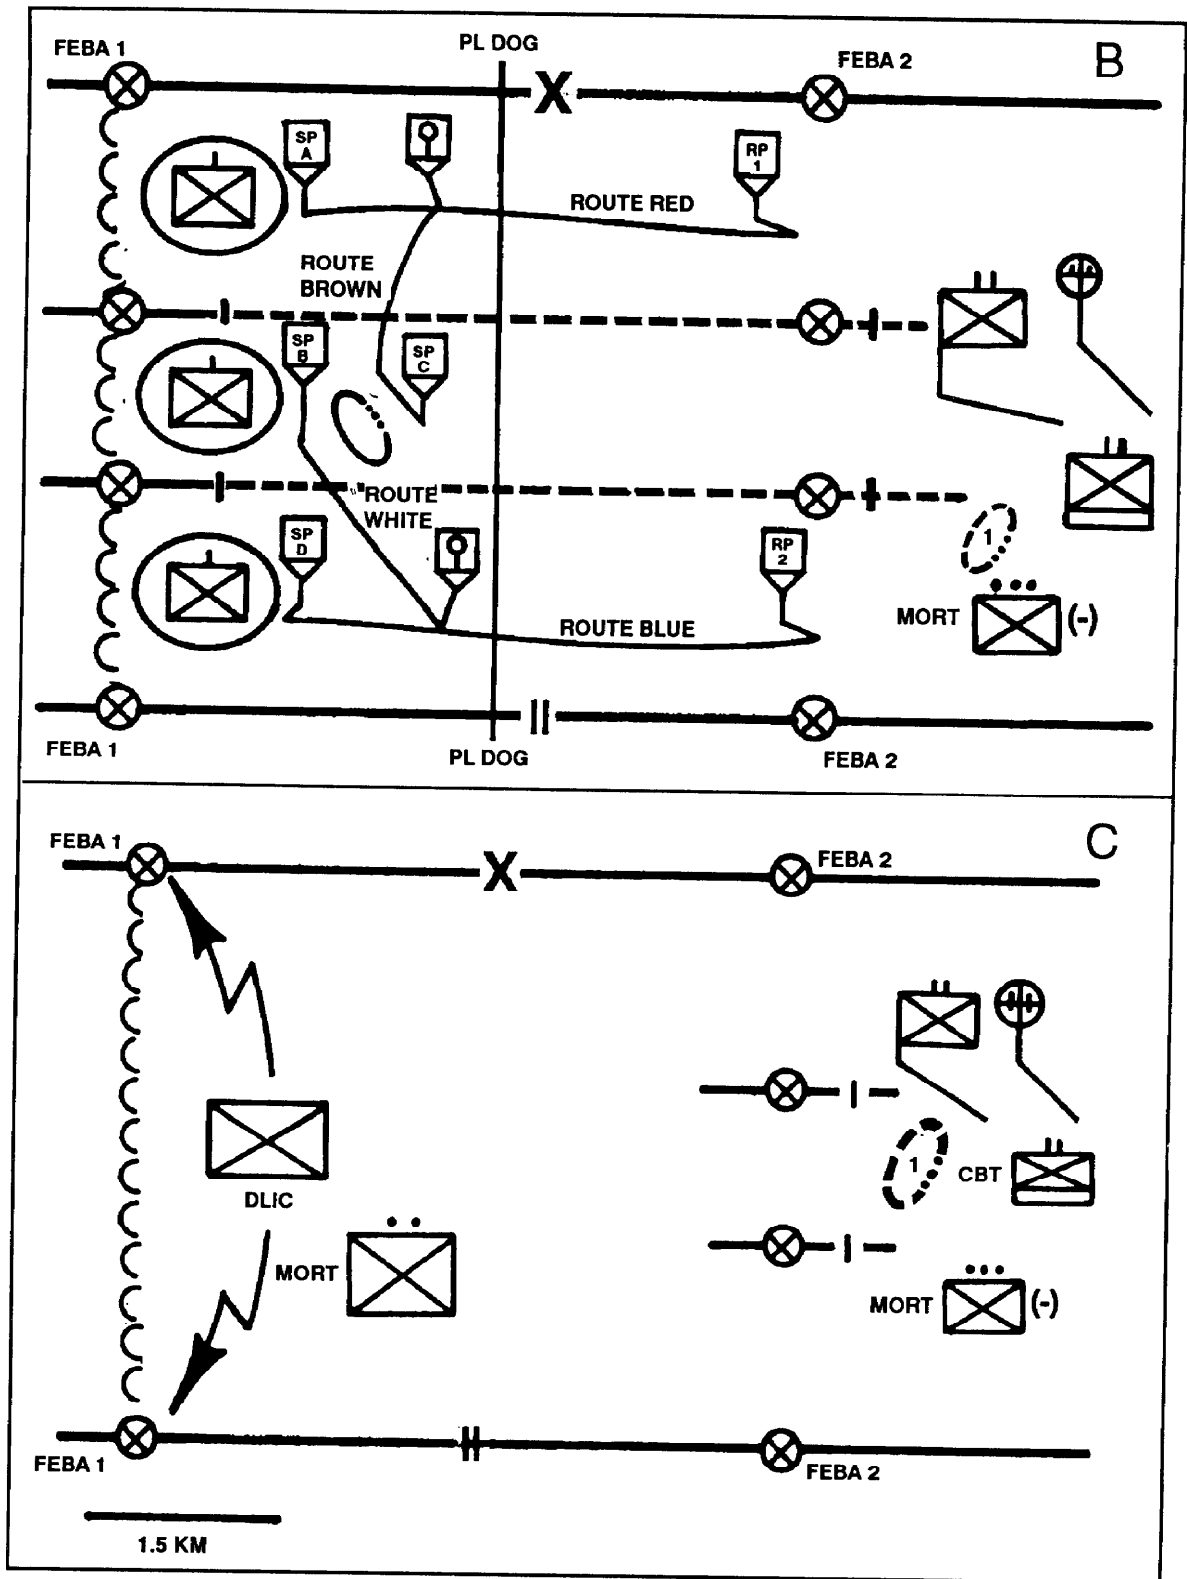 PL DOG
FEBA 1
FEBA 2
B
SP
A
RP
1
ROUTE RED
ROUTE
BROWN
SP
B
SP
C
ROUTE
WHITE
SP
D
RP
2
1
MORT
(-)
ROUTE BLUE
FEBA 1
PL DOG
FEBA 2
C
FEBA 1
FEBA 2
DLIC
MORT
1
CBT
MORT
(-)
FEBA 1
FEBA 2
1.5 KM